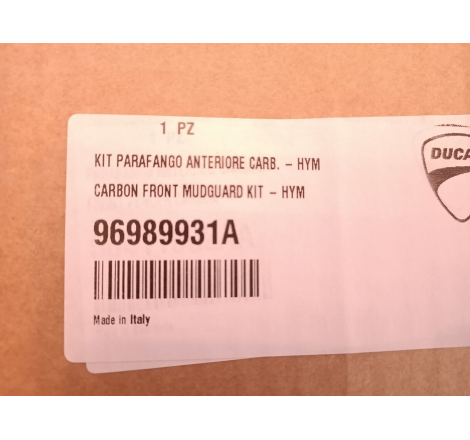 1 PZ
KIT PARAFANGO ANTERIORE CARB. - HYM
CARBON FRONT MUDGUARD KIT - HYM
96989931A
Made in Italy
DUCA